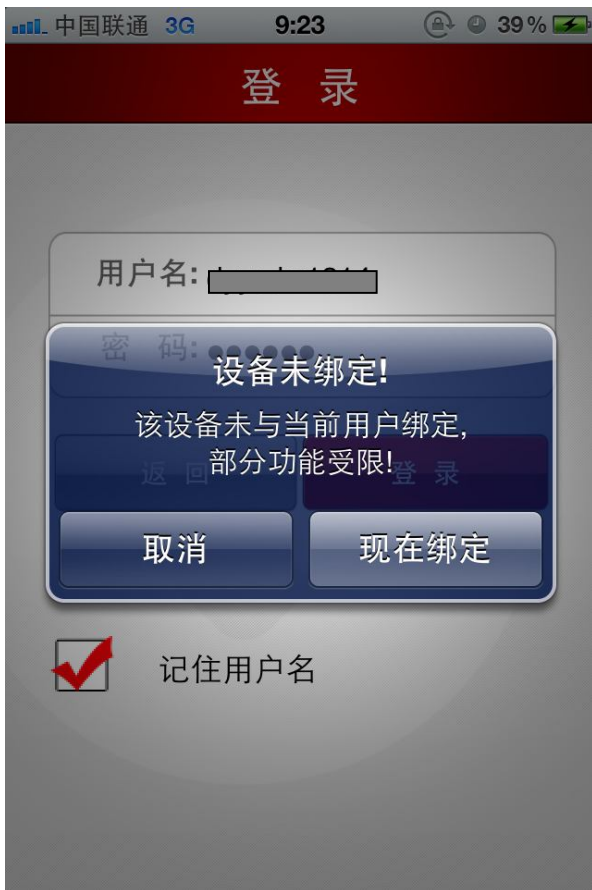 中国联通 3G 9:23 39%
登 录
用户名:
密 码: ●●●●●●
设备未绑定!
该设备未与当前用户绑定,
部分功能受限!
返 回 登 录
取消 现在绑定
记住用户名